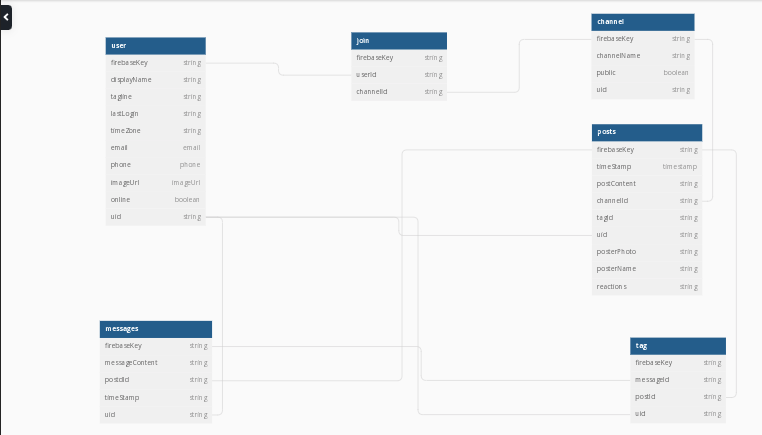 user
firebaseKey string
displayName string
tagline string
lastLogin string
timeZone string
email email
phone phone
imageUrl imageUrl
online boolean
uid string
join
firebaseKey string
userId string
channelId string
channel
firebaseKey string
channelName string
public boolean
uid string
posts
firebaseKey string
timeStamp timestamp
postContent string
channelId string
tagId string
uid string
posterPhoto string
posterName string
reactions string
messages
firebaseKey string
messageContent string
postdId string
timeStamp string
uid string
tag
firebaseKey string
messageId string
postId string
uid string